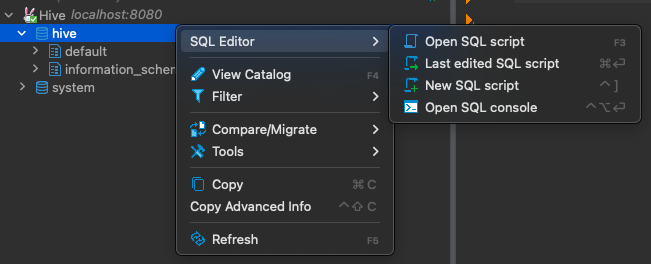 Hive localhost:8080
hive
default
information_schem
system
SQL Editor
View Catalog F4
Filter
Compare/Migrate
Tools
Copy ⌘ C
Copy Advanced Info ^⇧ C
Refresh F5
Open SQL script F3
Last edited SQL script ⌘↩
New SQL script ^ ]
Open SQL console ^⌥↩